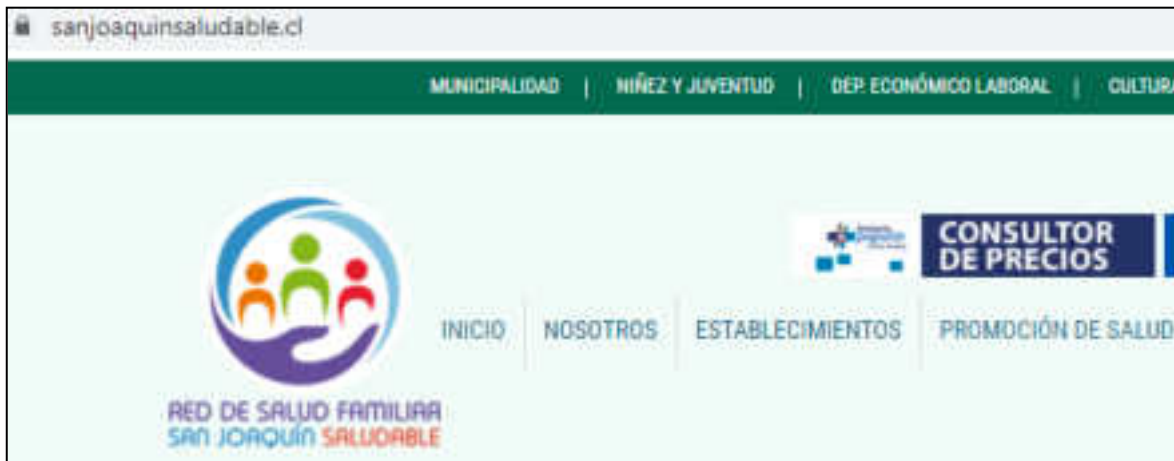 sanjoaquinsaludable.cl
MUNICIPALIDAD | NIÑEZ Y JUVENTUD | DEP. ECONÓMICO LABORAL | CULTURA
CONSULTOR
DE PRECIOS
INICIO NOSOTROS ESTABLECIMIENTOS PROMOCIÓN DE SALUD
RED DE SALUD FAMILIAR
SAN JOAQUÍN SALUDABLE